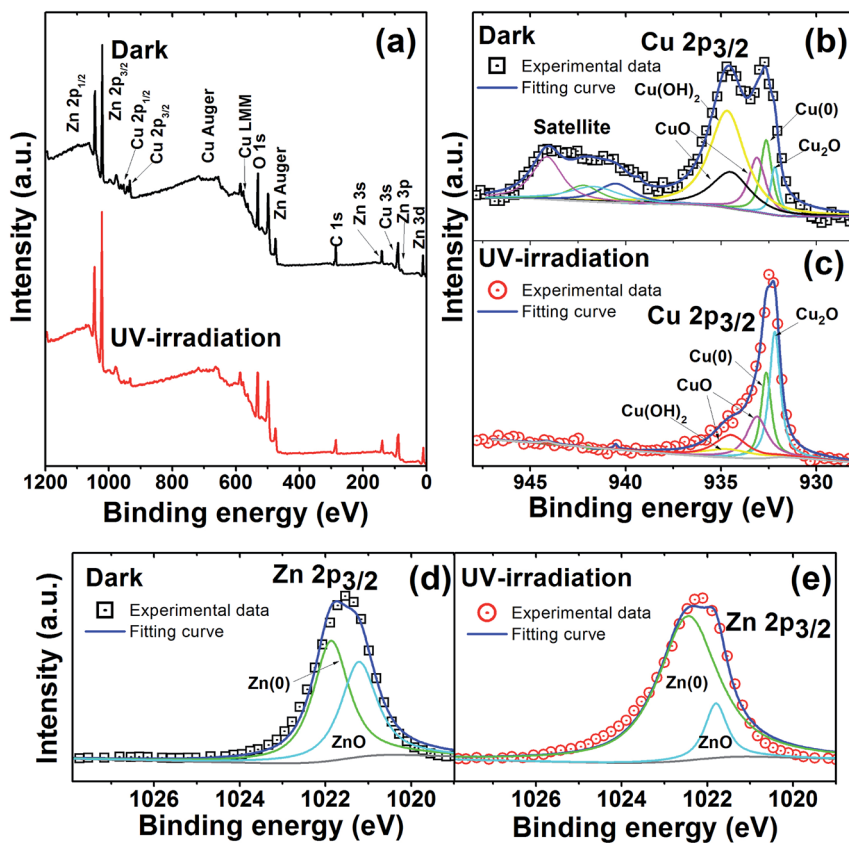 Dark
(a)
Zn 2p1/2
Zn 2p3/2
Cu 2p1/2
Cu 2p3/2
Cu Auger
Cu LMM
O 1s
Zn Auger
C 1s
Zn 3s
Cu 3s
Zn 3p
Zn 3d
UV-irradiation
Intensity (a.u.)
1200 1000 800 600 400 200 0
Binding energy (eV)
Dark
Cu 2p3/2
(b)
Experimental data
Fitting curve
Cu(OH)2
Cu(0)
CuO
Cu2O
Satellite
Intensity (a.u.)
UV-irradiation
(c)
Experimental data
Fitting curve
Cu 2p3/2
Cu2O
Cu(0)
CuO
Cu(OH)2
945 940 935 930
Binding energy (eV)
Dark
Zn 2p3/2
(d)
Experimental data
Fitting curve
Zn(0)
ZnO
Intensity (a.u.)
1026 1024 1022 1020
Binding energy (eV)
UV-irradiation
(e)
Experimental data
Fitting curve
Zn 2p3/2
Zn(0)
ZnO
1026 1024 1022 1020
Binding energy (eV)